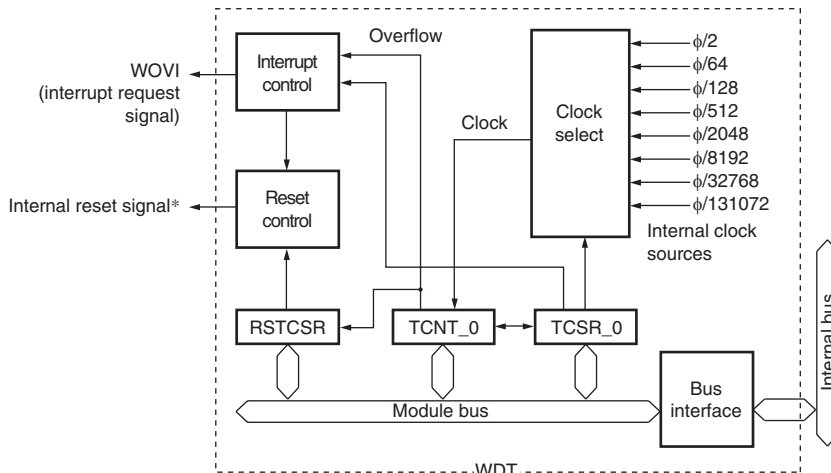 Overflow
WOVI
(interrupt request
signal)
Interrupt
control
Clock
Clock
select
ϕ/2
ϕ/64
ϕ/128
ϕ/512
ϕ/2048
ϕ/8192
ϕ/32768
ϕ/131072
Internal clock
sources
Internal reset signal*
Reset
control
RSTCSR
TCNT_0
TCSR_0
Module bus
Bus
interface
Internal bus
WDT